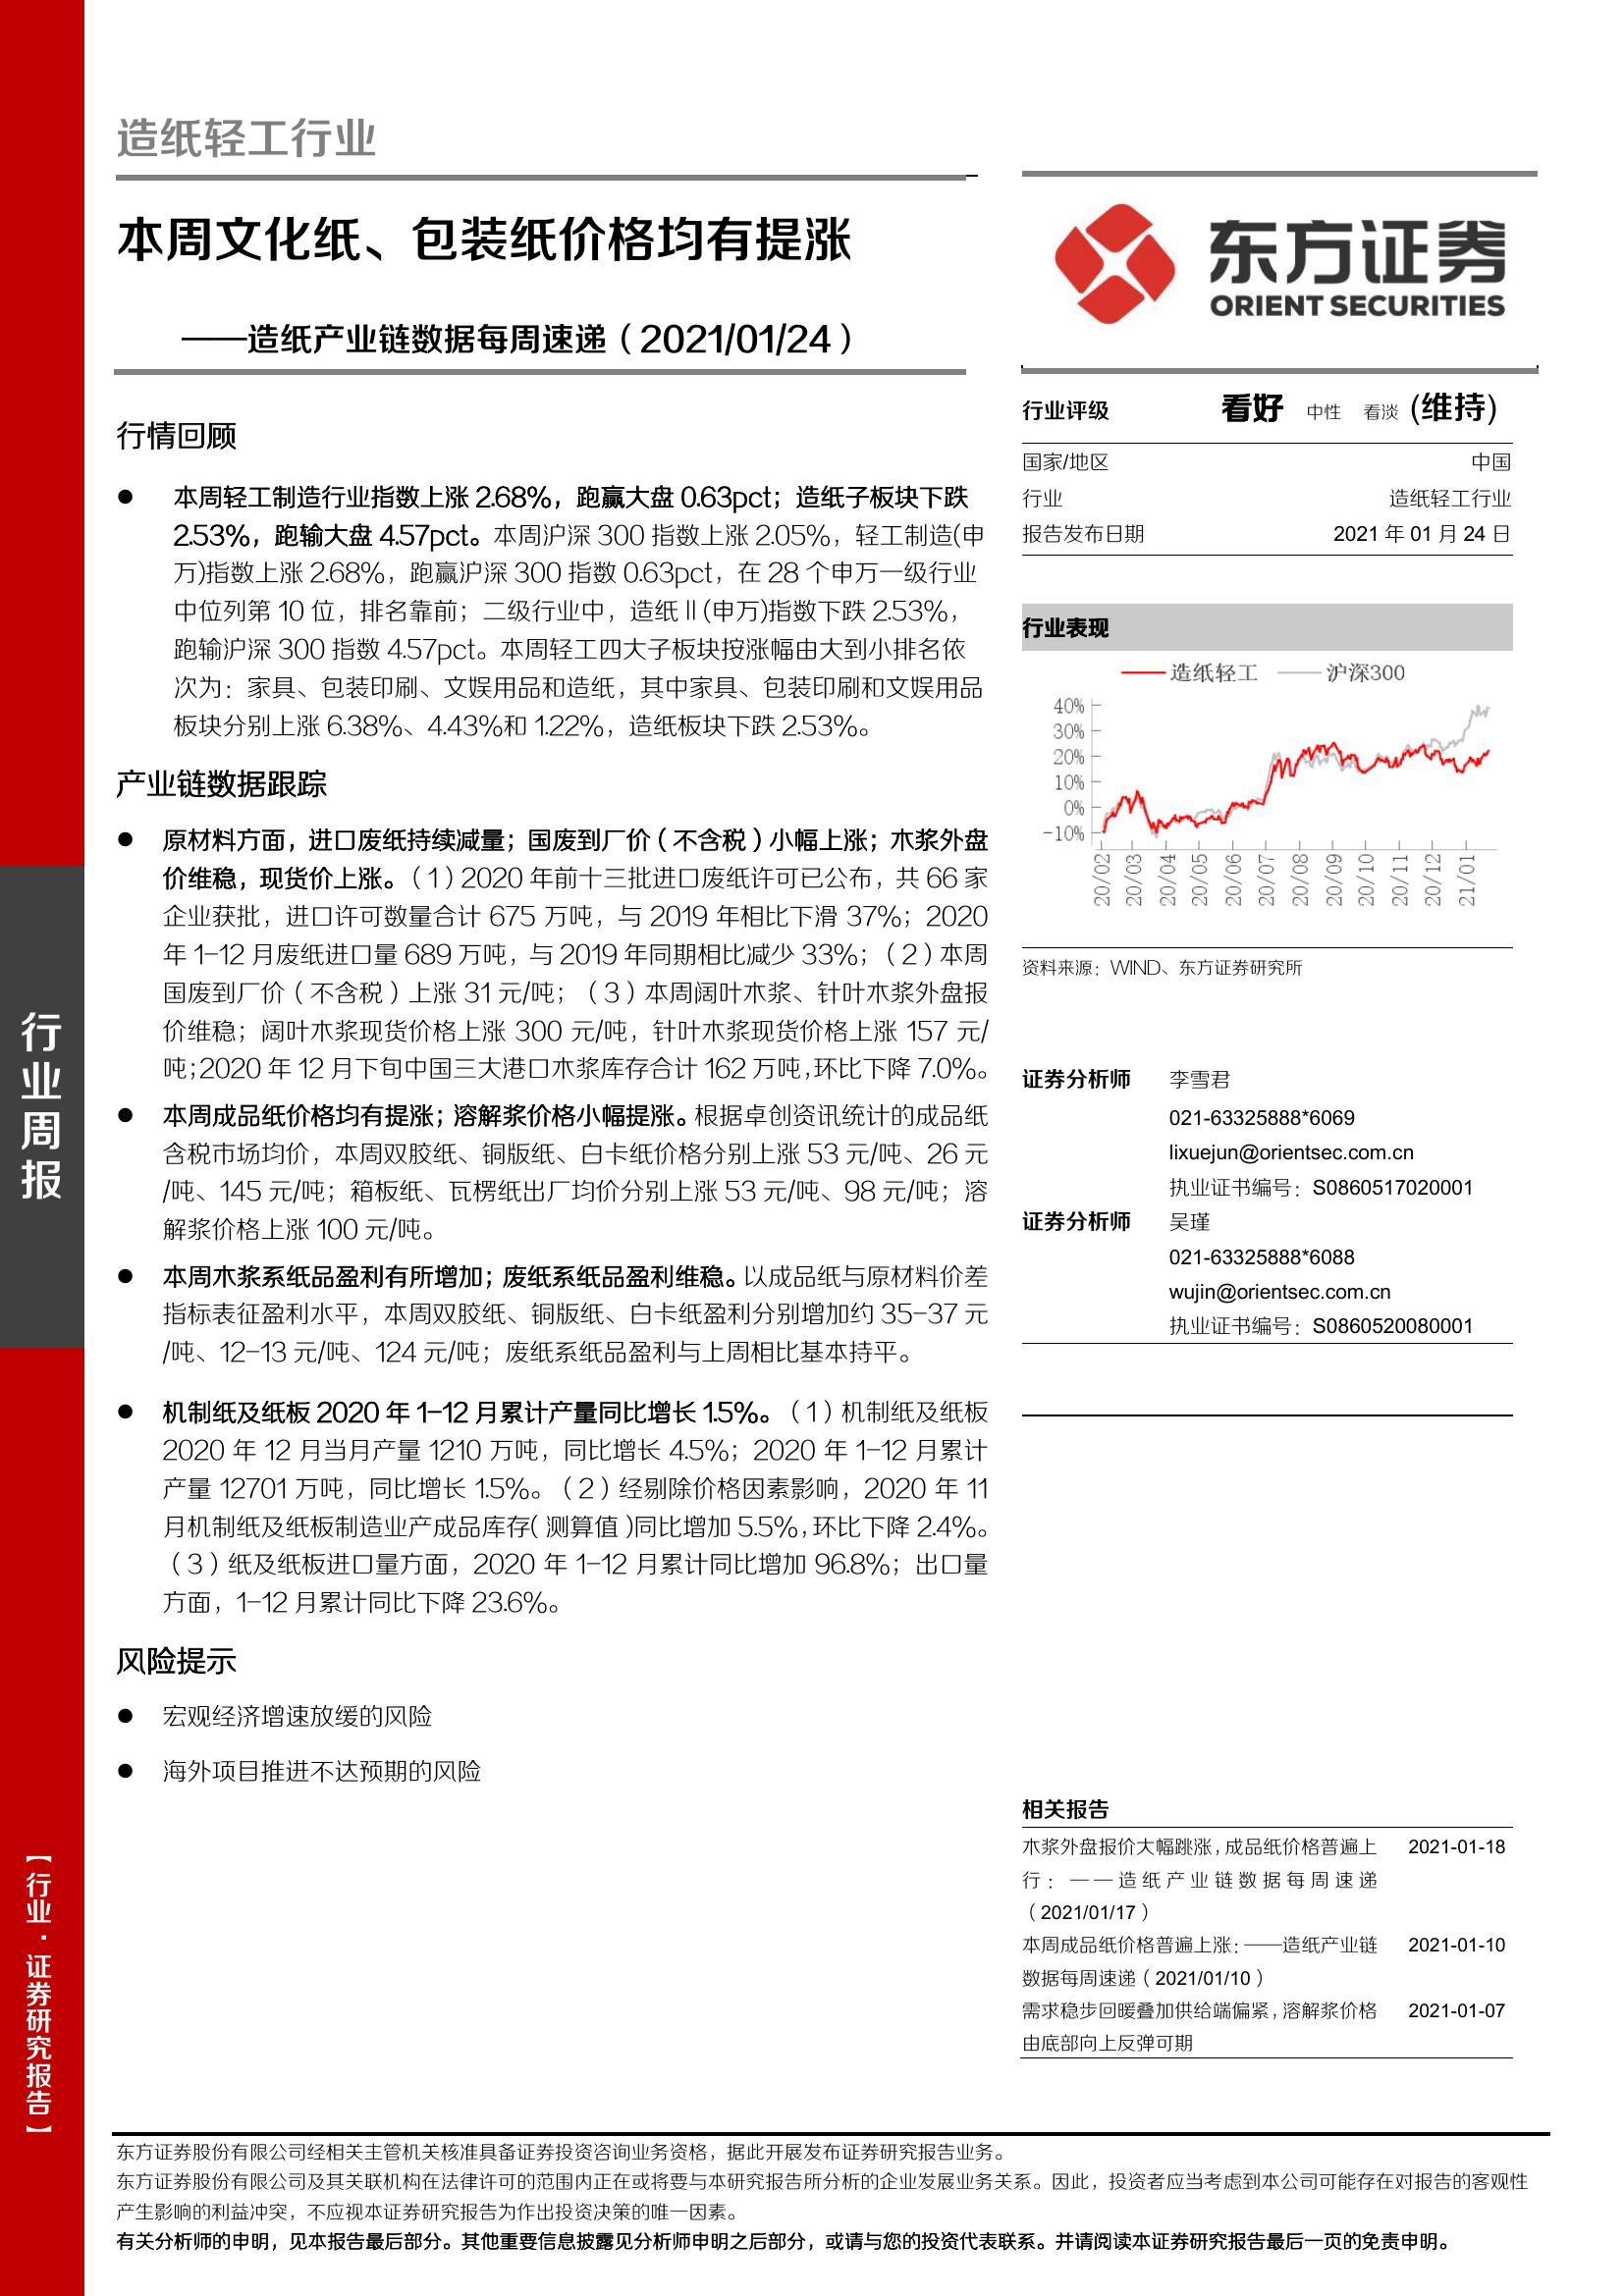 造纸轻工行业
本周文化纸、包装纸价格均有提涨
——造纸产业链数据每周速递（2021/01/24）
行情回顾
● 本周轻工制造行业指数上涨 2.68%，跑赢大盘 0.63pct；造纸子板块下跌
2.53%，跑输大盘 4.57pct。本周沪深 300 指数上涨 2.05%，轻工制造(申
万)指数上涨 2.68%，跑赢沪深 300 指数 0.63pct，在 28 个申万一级行业
中位列第 10 位，排名靠前；二级行业中，造纸Ⅱ(申万)指数下跌 2.53%，
跑输沪深 300 指数 4.57pct。本周轻工四大子板块按涨幅由大到小排名依
次为：家具、包装印刷、文娱用品和造纸，其中家具、包装印刷和文娱用品
板块分别上涨 6.38%、4.43%和 1.22%，造纸板块下跌 2.53%。
产业链数据跟踪
● 原材料方面，进口废纸持续减量；国废到厂价（不含税）小幅上涨；木浆外盘
价维稳，现货价上涨。（1）2020 年前十三批进口废纸许可已公布，共 66 家
企业获批，进口许可数量合计 675 万吨，与 2019 年相比下滑 37%；2020
年 1-12 月废纸进口量 689 万吨，与 2019 年同期相比减少 33%；（2）本周
国废到厂价（不含税）上涨 31 元/吨；（3）本周阔叶木浆、针叶木浆外盘报
价维稳；阔叶木浆现货价格上涨 300 元/吨，针叶木浆现货价格上涨 157 元/
吨；2020 年 12 月下旬中国三大港口木浆库存合计 162 万吨，环比下降 7.0%。
● 本周成品纸价格均有提涨；溶解浆价格小幅提涨。根据卓创资讯统计的成品纸
含税市场均价，本周双胶纸、铜版纸、白卡纸价格分别上涨 53 元/吨、26 元
/吨、145 元/吨；箱板纸、瓦楞纸出厂均价分别上涨 53 元/吨、98 元/吨；溶
解浆价格上涨 100 元/吨。
● 本周木浆系纸品盈利有所增加；废纸系纸品盈利维稳。以成品纸与原材料价差
指标表征盈利水平，本周双胶纸、铜版纸、白卡纸盈利分别增加约 35-37 元
/吨、12-13 元/吨、124 元/吨；废纸系纸品盈利与上周相比基本持平。
● 机制纸及纸板 2020 年 1-12 月累计产量同比增长 1.5%。（1）机制纸及纸板
2020 年 12 月当月产量 1210 万吨，同比增长 4.5%；2020 年 1-12 月累计
产量 12701 万吨，同比增长 1.5%。（2）经剔除价格因素影响，2020 年 11
月机制纸及纸板制造业产成品库存（测算值）同比增加 5.5%，环比下降 2.4%。
（3）纸及纸板进口量方面，2020 年 1-12 月累计同比增加 96.8%；出口量
方面，1-12 月累计同比下降 23.6%。
风险提示
● 宏观经济增速放缓的风险
● 海外项目推进不达预期的风险
东方证券
ORIENT SECURITIES
行业评级 看好 中性 看淡 (维持)
国家/地区 中国
行业 造纸轻工行业
报告发布日期 2021 年 01 月 24 日
行业表现
造纸轻工 沪深300
40%
30%
20%
10%
0%
-10%
20/02 20/03 20/04 20/05 20/06 20/07 20/08 20/09 20/10 20/11 20/12 21/01
资料来源：WIND、东方证券研究所
证券分析师 李雪君
021-63325888*6069
lixuejun@orientsec.com.cn
执业证书编号：S0860517020001
证券分析师 吴瑾
021-63325888*6088
wujin@orientsec.com.cn
执业证书编号：S0860520080001
相关报告
木浆外盘报价大幅跳涨，成品纸价格普遍上 2021-01-18
行：——造纸产业链数据每周速递
（2021/01/17）
本周成品纸价格普遍上涨：——造纸产业链 2021-01-10
数据每周速递（2021/01/10）
需求稳步回暖叠加供给端偏紧，溶解浆价格 2021-01-07
由底部向上反弹可期
行业周报
【行业·证券研究报告】
东方证券股份有限公司经相关主管机关核准具备证券投资咨询业务资格，据此开展发布证券研究报告业务。
东方证券股份有限公司及其关联机构在法律许可的范围内正在或将要与本研究报告所分析的企业发展业务关系。因此，投资者应当考虑到本公司可能存在对报告的客观性
产生影响的利益冲突，不应视本证券研究报告为作出投资决策的唯一因素。
有关分析师的申明，见本报告最后部分。其他重要信息披露见分析师申明之后部分，或请与您的投资代表联系。并请阅读本证券研究报告最后一页的免责申明。